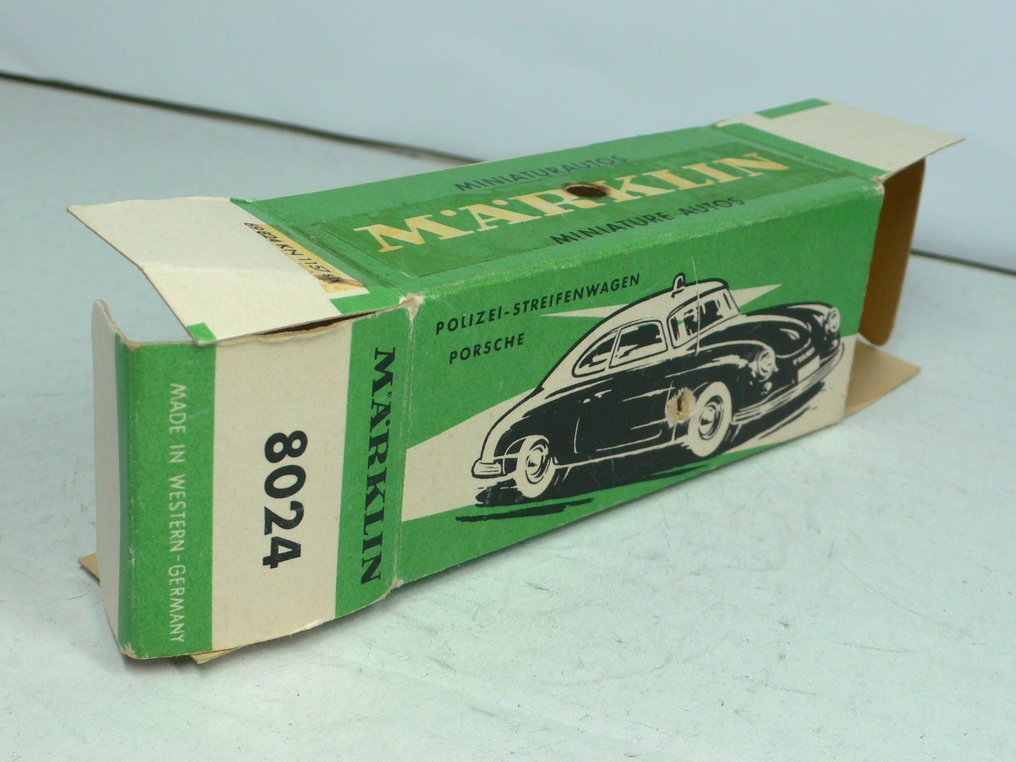 MINIATURAUTOS
MÄRKLIN
MINIATURE AUTOS
POLIZEI-STREIFENWAGEN
PORSCHE
MÄRKLIN
8024
MADE IN WESTERN-GERMANY